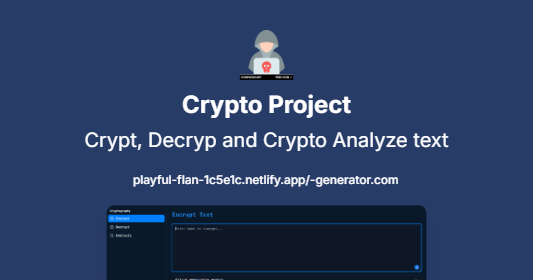 Crypto Project
Crypt, Decryp and Crypto Analyze text
playful-flan-1c5e1c.netlify.app/-generator.com
Cryptography
Encrypt
Decrypt
Analysis
Encrypt Text
Enter text to encrypt...